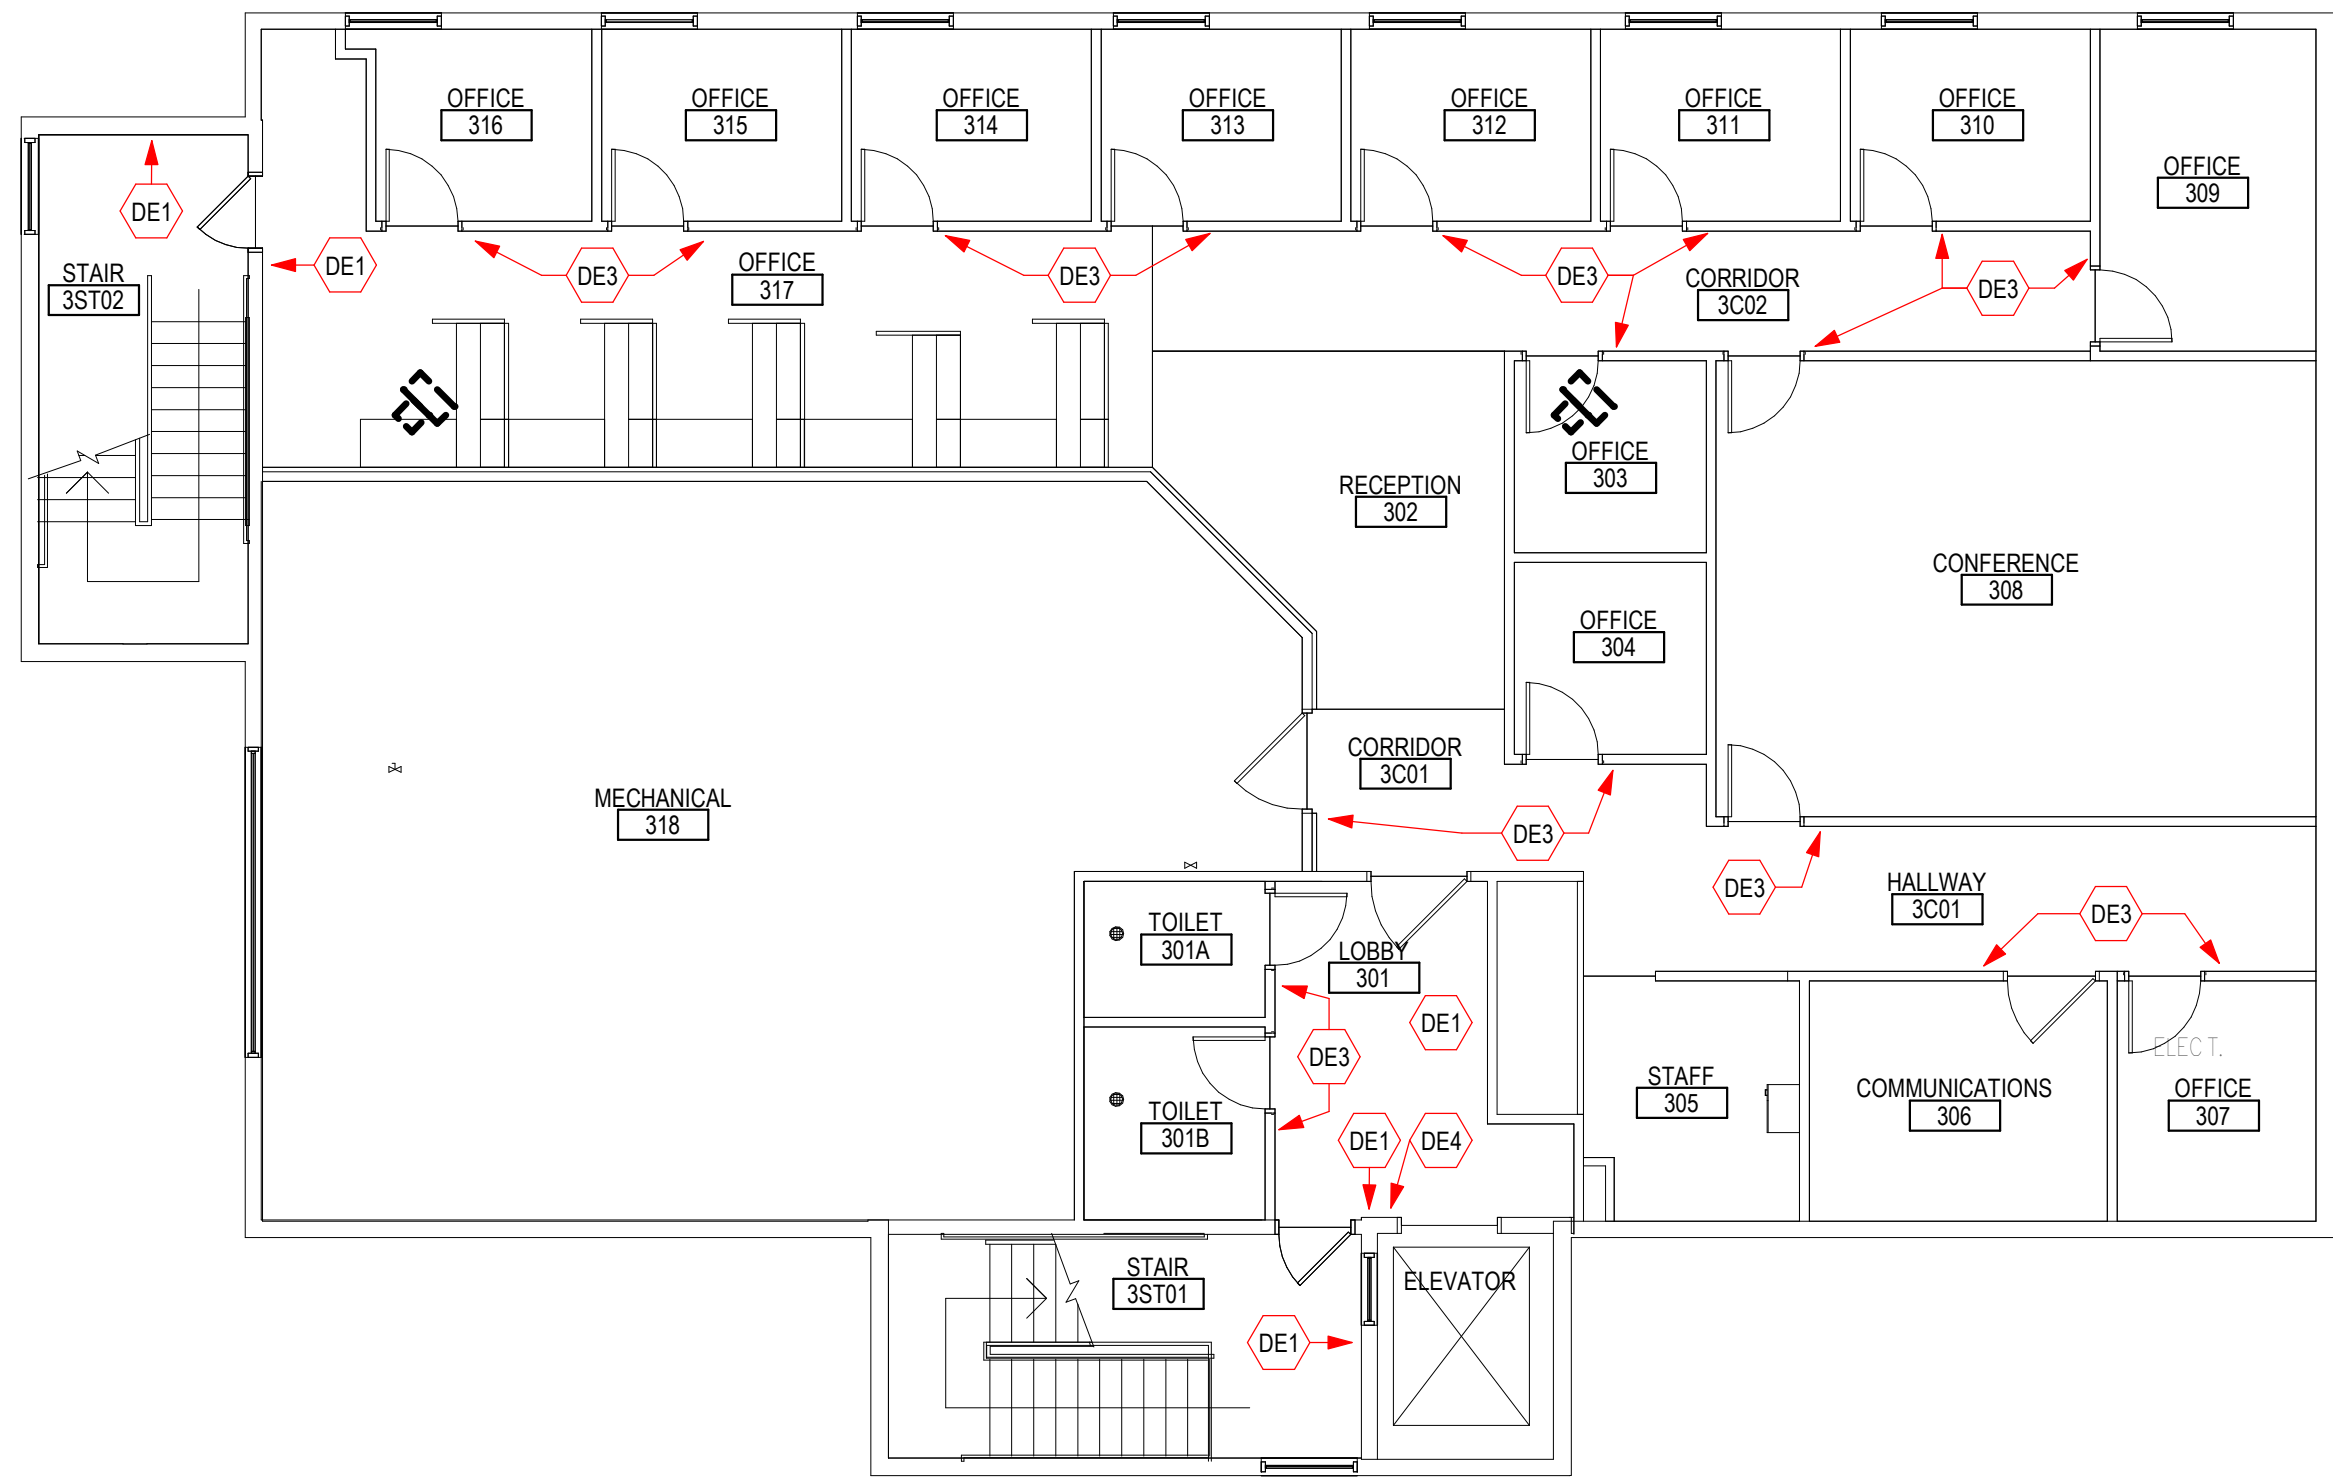 OFFICE
316
OFFICE
315
OFFICE
314
OFFICE
313
OFFICE
312
OFFICE
311
OFFICE
310
OFFICE
309
DE1
STAIR
3ST02
DE1
DE3
OFFICE
317
DE3
DE3
CORRIDOR
3C02
DE3
RECEPTION
302
OFFICE
303
CONFERENCE
308
OFFICE
304
CORRIDOR
3C01
MECHANICAL
318
DE3
DE3
HALLWAY
3C01
DE3
TOILET
301A
LOBBY
301
DE1
DE3
TOILET
301B
DE1
DE4
STAFF
305
COMMUNICATIONS
306
ELECT.
OFFICE
307
STAIR
3ST01
ELEVATOR
DE1